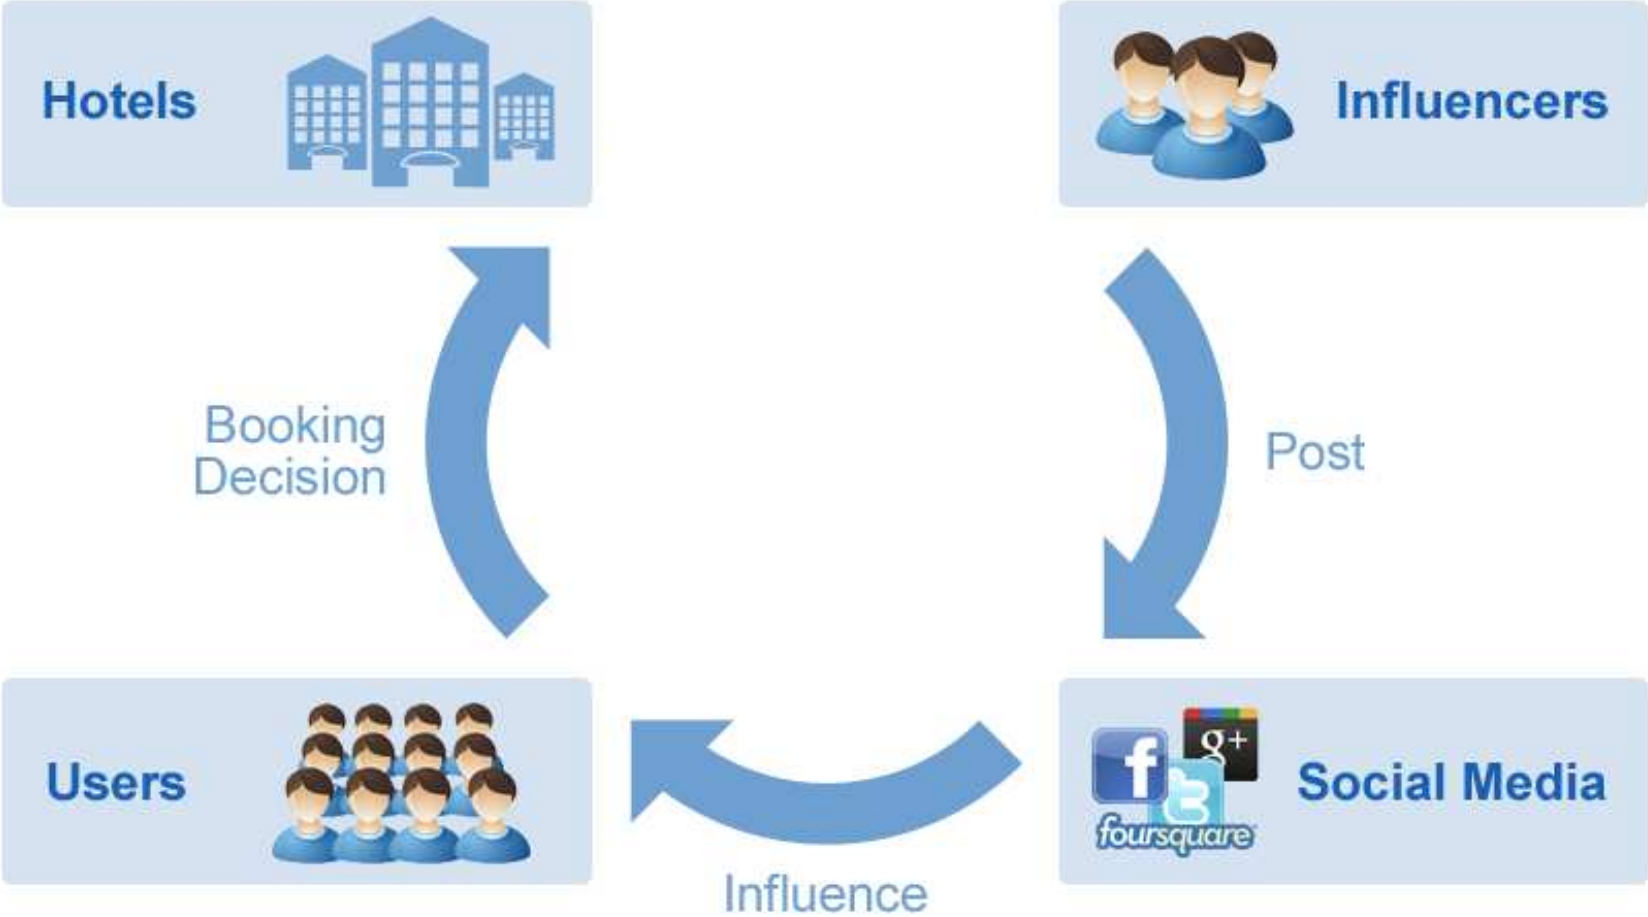 Hotels
Influencers
Booking
Decision
Post
Users
f
g+
t
foursquare
Social Media
Influence